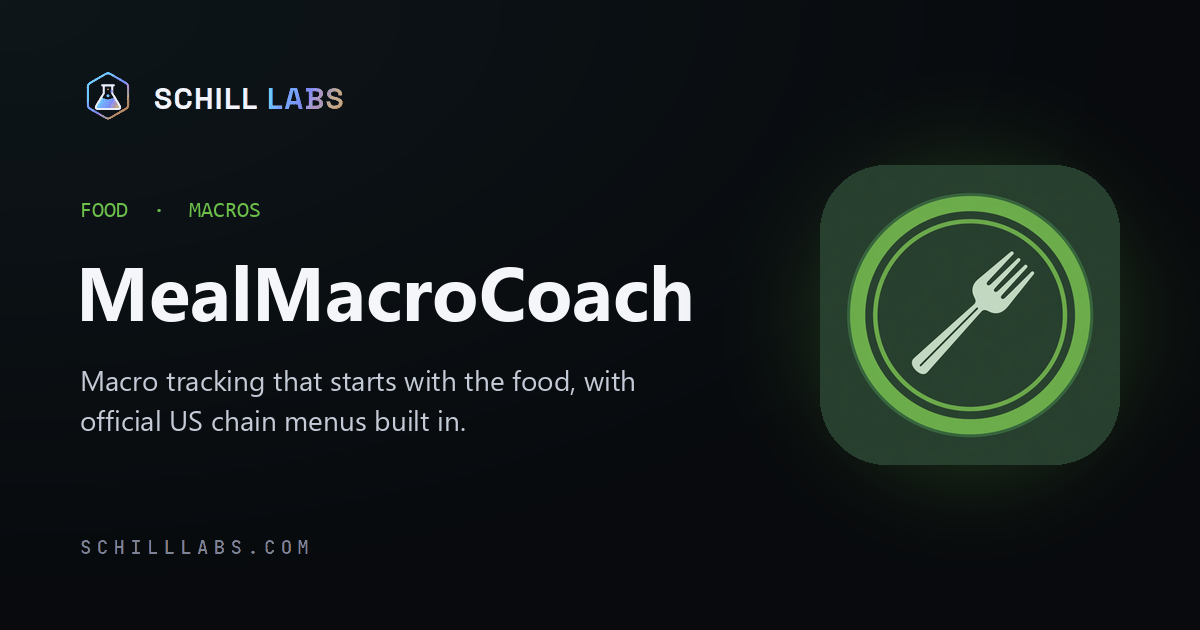 SCHILL LABS
FOOD · MACROS
MealMacroCoach
Macro tracking that starts with the food, with
official US chain menus built in.
SCHILLLABS.COM